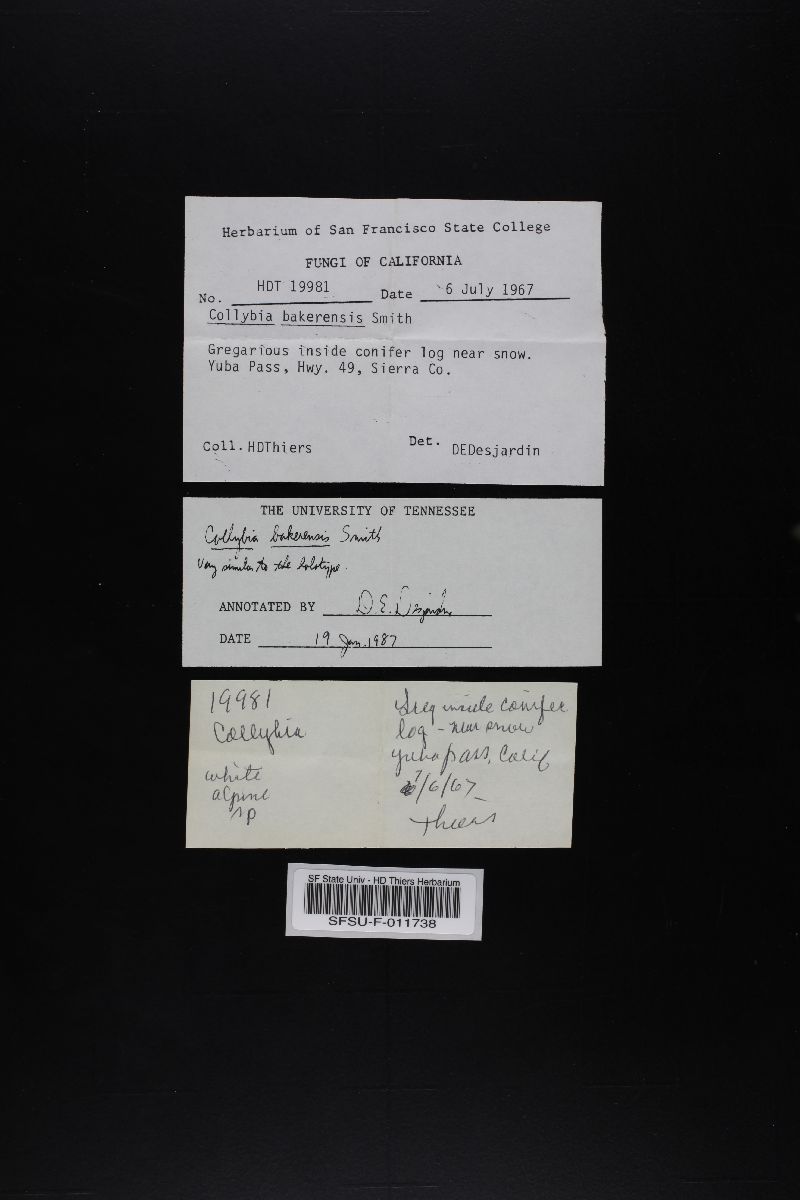 Herbarium of San Francisco State College
FUNGI OF CALIFORNIA
No. HDT 19981 Date 6 July 1967
Collybia bakerensis Smith
Gregarious inside conifer log near snow.
Yuba Pass, Hwy. 49, Sierra Co.
Coll. HDThiers Det. DEDesjardin
THE UNIVERSITY OF TENNESSEE
Collybia bakerensis Smith
Very similar to the holotype.
ANNOTATED BY D.E. Desjardin
DATE 19 Jan. 1987
19981
Collybia
white
alpine
sp
Greg inside conifer
log - near snow
yuba pass, Calif
7/6/67
Thiers
SF State Univ - HD Thiers Herbarium
SFSU-F-011738